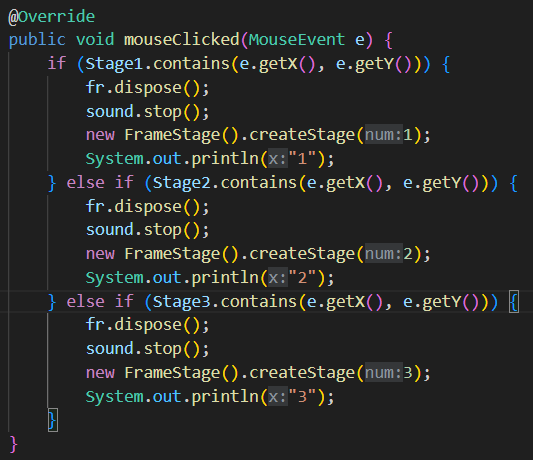 @Override
public void mouseClicked(MouseEvent e) {
if (Stage1.contains(e.getX(), e.getY())) {
fr.dispose();
sound.stop();
new FrameStage().createStage(num:1);
System.out.println(x:"1");
} else if (Stage2.contains(e.getX(), e.getY())) {
fr.dispose();
sound.stop();
new FrameStage().createStage(num:2);
System.out.println(x:"2");
} else if (Stage3.contains(e.getX(), e.getY())) {
fr.dispose();
sound.stop();
new FrameStage().createStage(num:3);
System.out.println(x:"3");
}
}